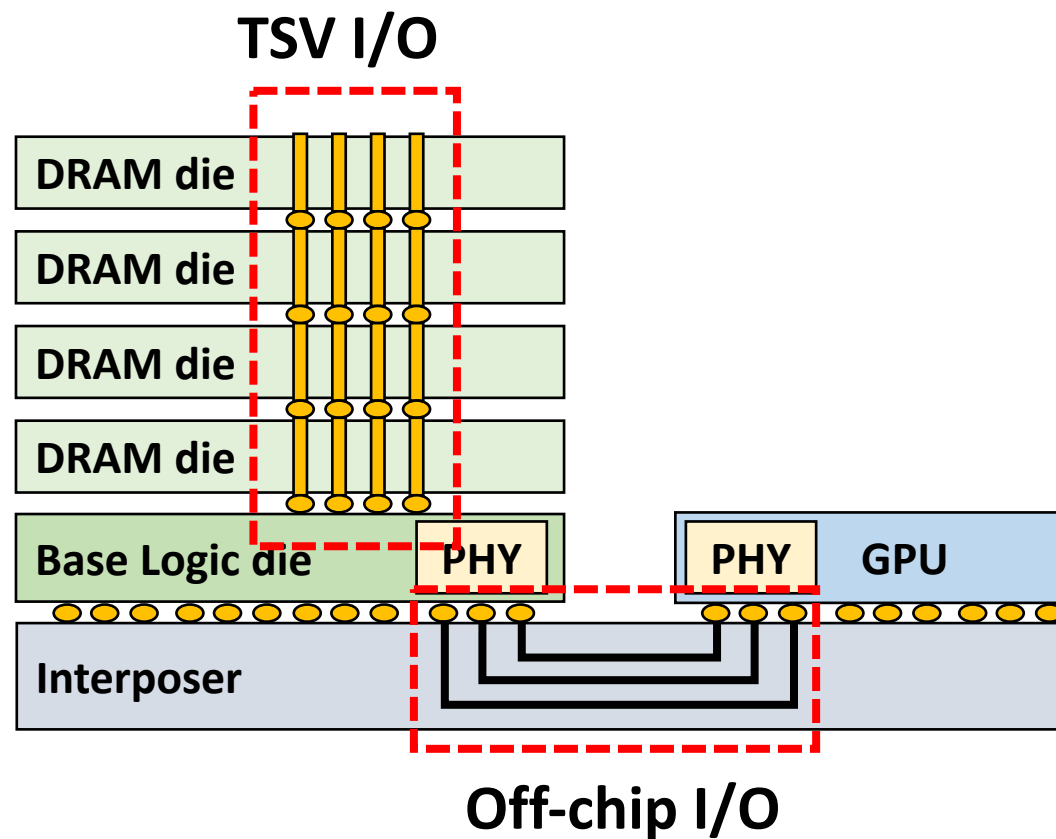 TSV I/O
DRAM die
DRAM die
DRAM die
DRAM die
Base Logic die
PHY
PHY
GPU
Interposer
Off-chip I/O